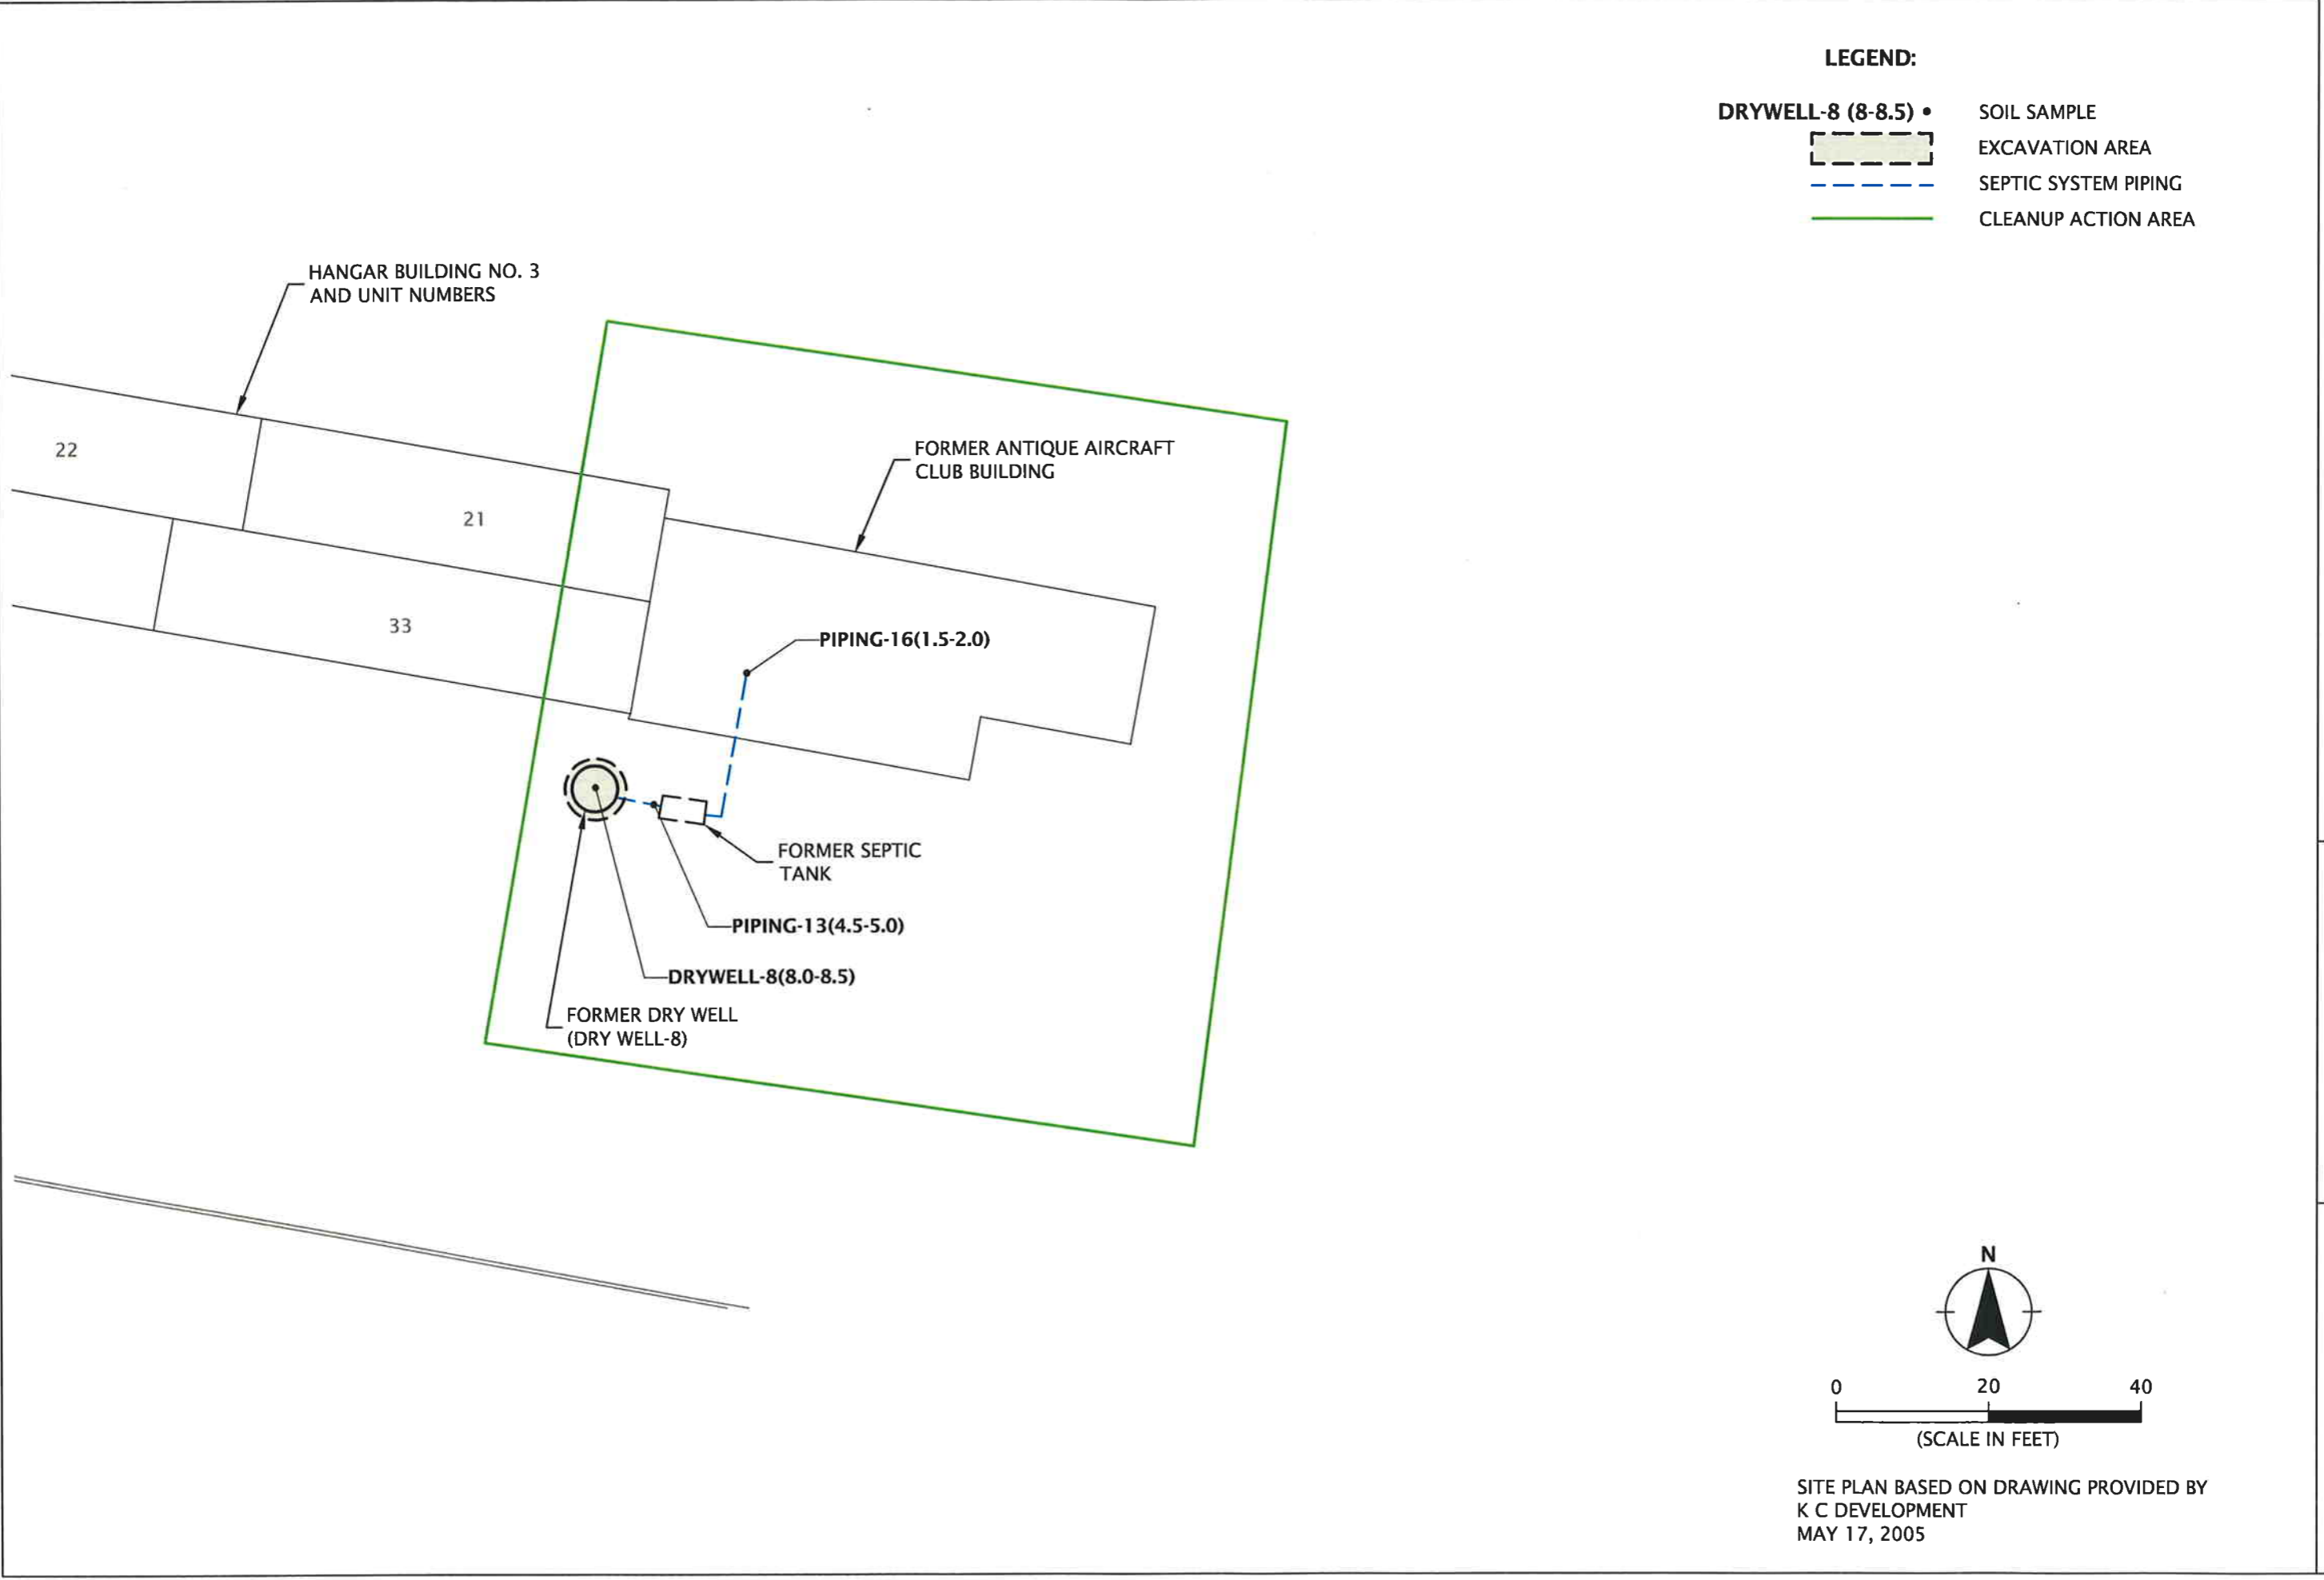 LEGEND:
DRYWELL-8 (8-8.5) • SOIL SAMPLE
EXCAVATION AREA
SEPTIC SYSTEM PIPING
CLEANUP ACTION AREA
HANGAR BUILDING NO. 3
AND UNIT NUMBERS
22
21
33
FORMER ANTIQUE AIRCRAFT
CLUB BUILDING
PIPING-16(1.5-2.0)
FORMER SEPTIC
TANK
PIPING-13(4.5-5.0)
DRYWELL-8(8.0-8.5)
FORMER DRY WELL
(DRY WELL-8)
N
0 20 40
(SCALE IN FEET)
SITE PLAN BASED ON DRAWING PROVIDED BY
K C DEVELOPMENT
MAY 17, 2005